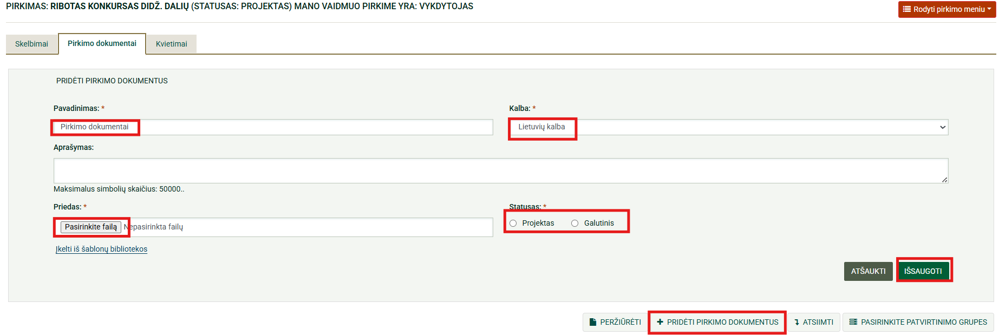 PIRKIMAS: RIBOTAS KONKURSAS DIDŽ. DALIŲ (STATUSAS: PROJEKTAS) MANO VAIDMUO PIRKIME YRA: VYKDYTOJAS
Rodyti pirkimo meniu
Skelbimai
Pirkimo dokumentai
Kvietimai
PRIDĖTI PIRKIMO DOKUMENTUS
Pavadinimas: *
Kalba: *
Pirkimo dokumentai
Lietuvių kalba
Aprašymas:
Maksimalus simbolių skaičius: 50000..
Priedas: *
Statusas: *
Pasirinkite failą Nepasirinkta failų
Projektas
Galutinis
Įkelti iš šablonų bibliotekos
ATŠAUKTI
IŠSAUGOTI
PERŽIŪRĖTI
PRIDĖTI PIRKIMO DOKUMENTUS
ATSIIMTI
PASIRINKITE PATVIRTINIMO GRUPES